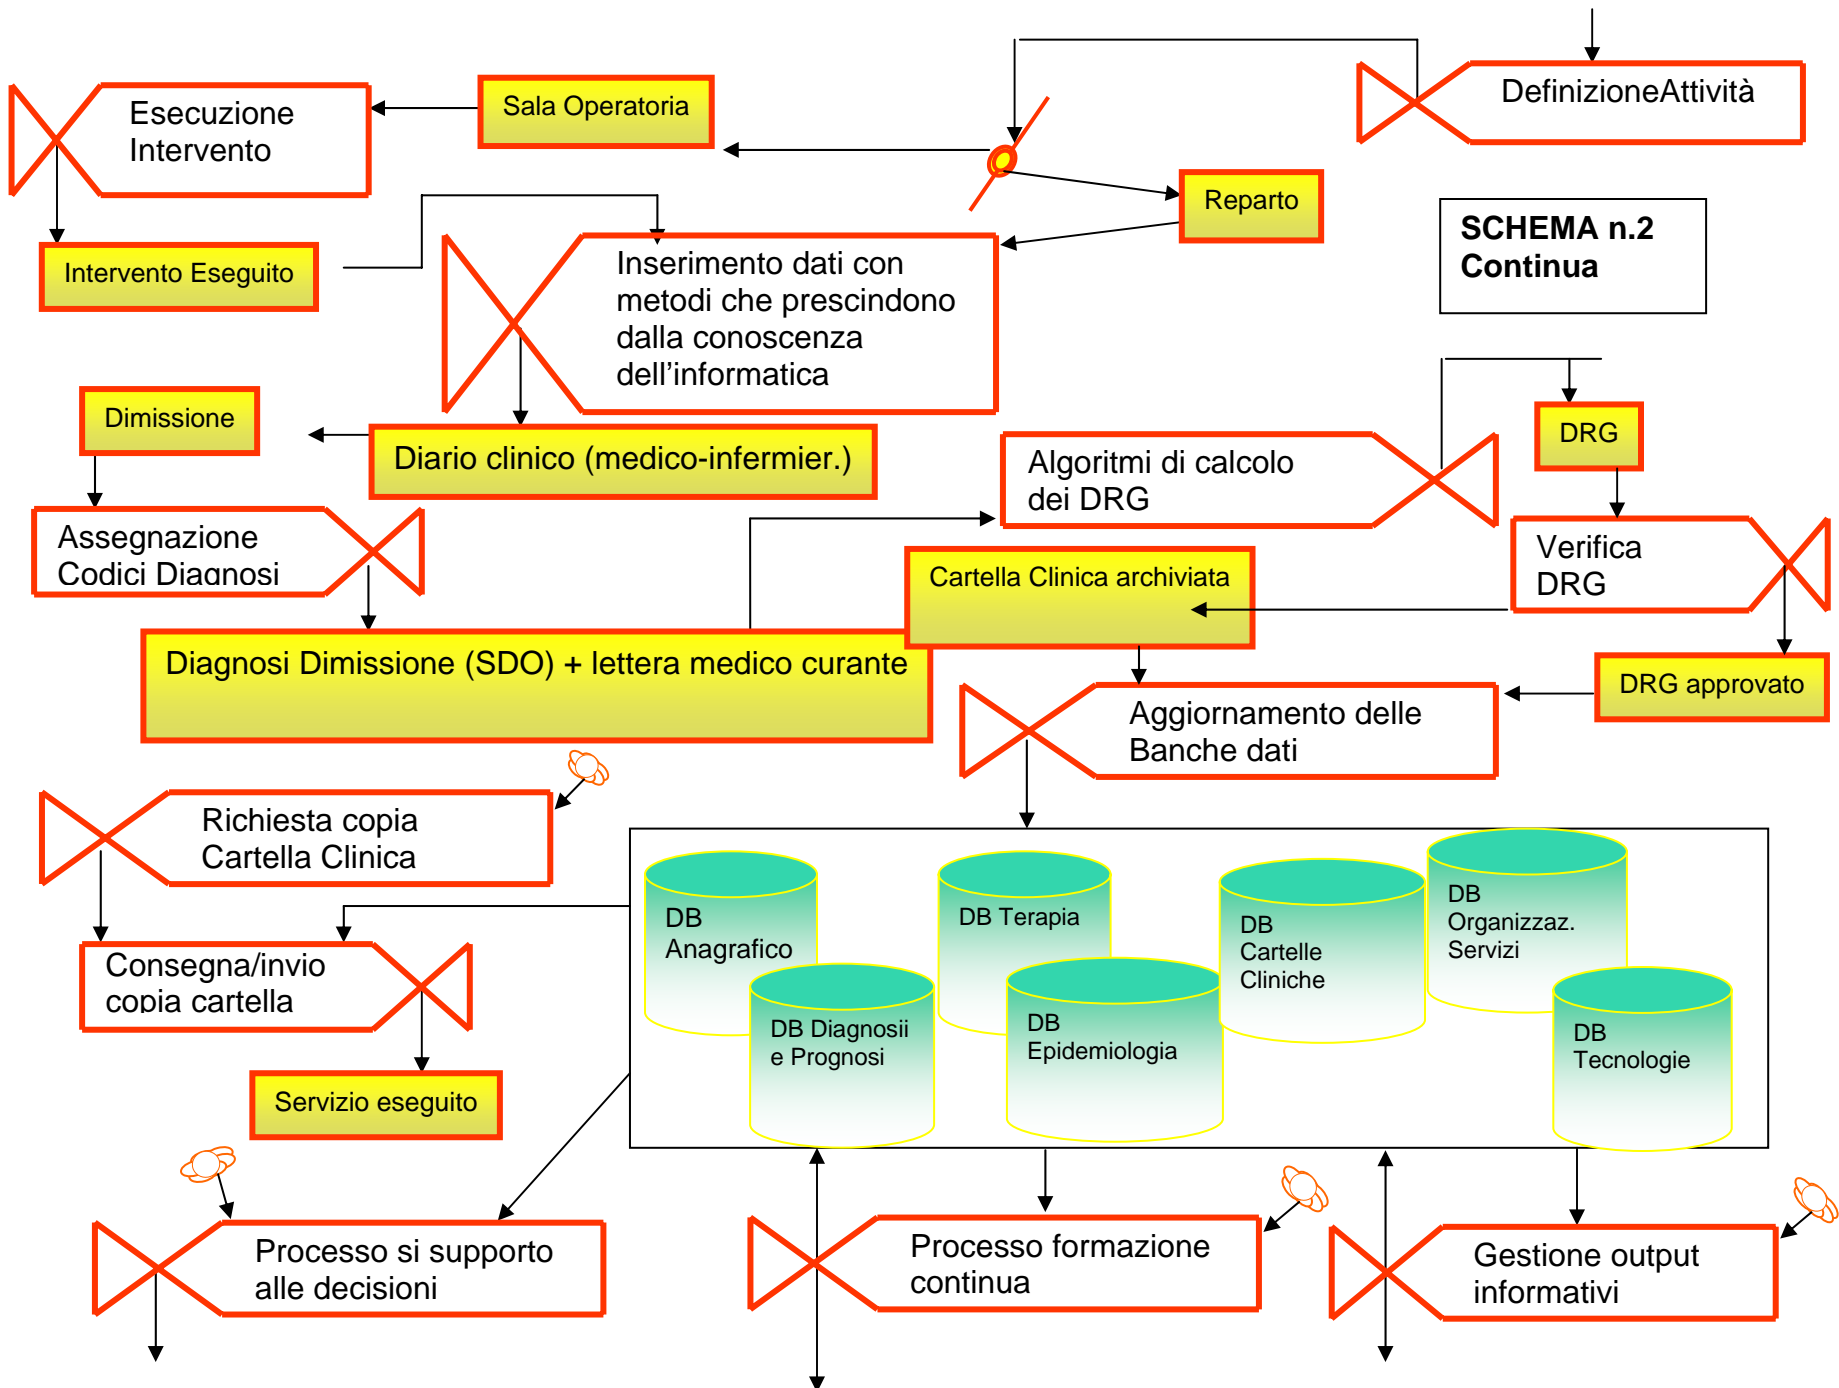 DefinizioneAttività
Esecuzione
Intervento
Sala Operatoria
Reparto
SCHEMA n.2
Continua
Intervento Eseguito
Inserimento dati con
metodi che prescindono
dalla conoscenza
dell’informatica
Dimissione
Diario clinico (medico-infermier.)
Algoritmi di calcolo
dei DRG
DRG
Assegnazione
Codici Diagnosi
Verifica
DRG
Cartella Clinica archiviata
Diagnosi Dimissione (SDO) + lettera medico curante
DRG approvato
Aggiornamento delle
Banche dati
Richiesta copia
Cartella Clinica
DB
Anagrafico
DB Terapia
DB
Cartelle
Cliniche
DB
Organizzaz.
Servizi
Consegna/invio
copia cartella
DB Diagnosii
e Prognosi
DB
Epidemiologia
DB
Tecnologie
Servizio eseguito
Processo si supporto
alle decisioni
Processo formazione
continua
Gestione output
informativi